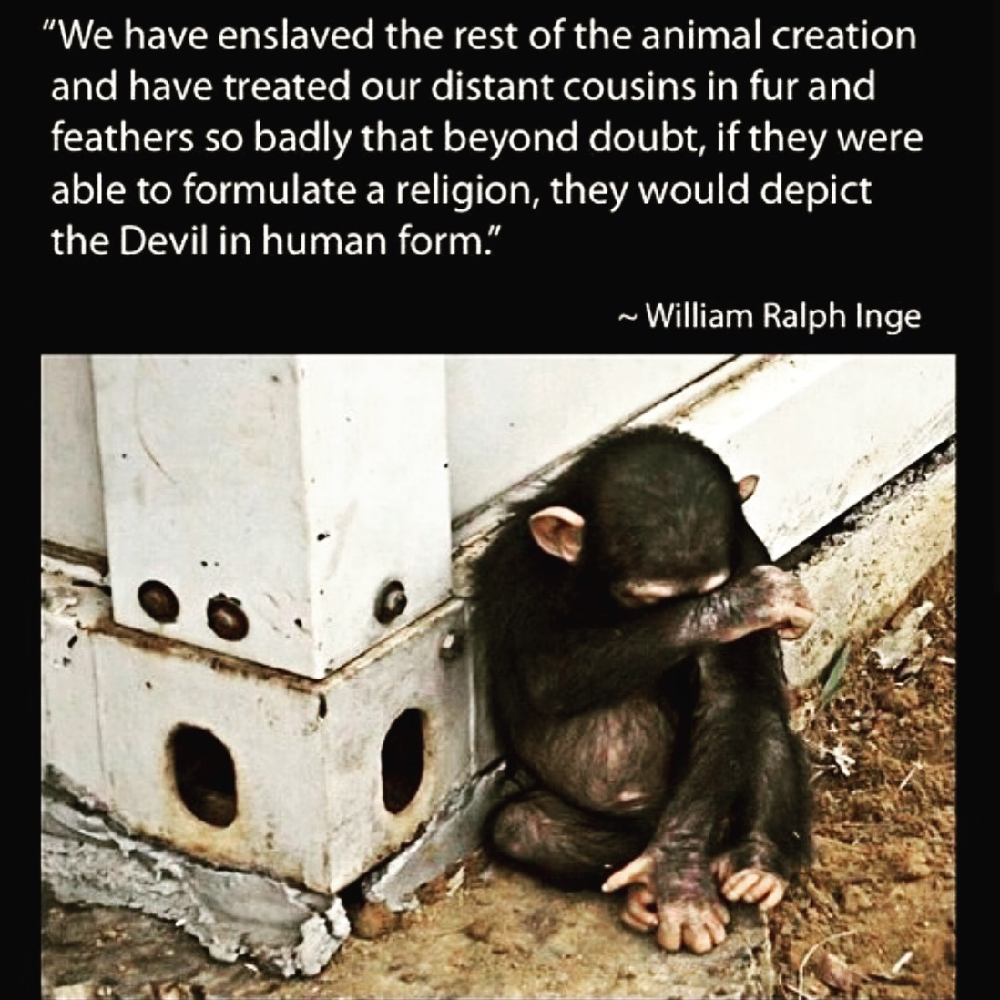 “We have enslaved the rest of the animal creation
and have treated our distant cousins in fur and
feathers so badly that beyond doubt, if they were
able to formulate a religion, they would depict
the Devil in human form.”
~ William Ralph Inge